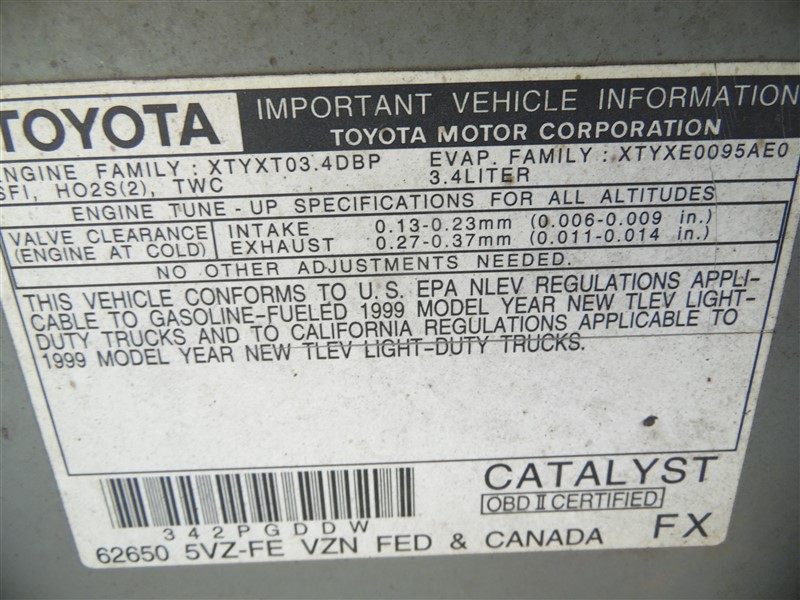 TOYOTA IMPORTANT VEHICLE INFORMATION
TOYOTA MOTOR CORPORATION
ENGINE FAMILY : XTYXT03.4DBP EVAP. FAMILY : XTYXE0095AE0
SFI, HO2S(2), TWC 3.4LITER
ENGINE TUNE-UP SPECIFICATIONS FOR ALL ALTITUDES
VALVE CLEARANCE INTAKE 0.13-0.23mm (0.006-0.009 in.)
(ENGINE AT COLD) EXHAUST 0.27-0.37mm (0.011-0.014 in.)
NO OTHER ADJUSTMENTS NEEDED.
THIS VEHICLE CONFORMS TO U.S. EPA NLEV REGULATIONS APPLI-
CABLE TO GASOLINE-FUELED 1999 MODEL YEAR NEW TLEV LIGHT-
DUTY TRUCKS AND TO CALIFORNIA REGULATIONS APPLICABLE TO
1999 MODEL YEAR NEW TLEV LIGHT-DUTY TRUCKS.
CATALYST
OBD II CERTIFIED
342PGDDW
62650 5VZ-FE VZN FED & CANADA FX